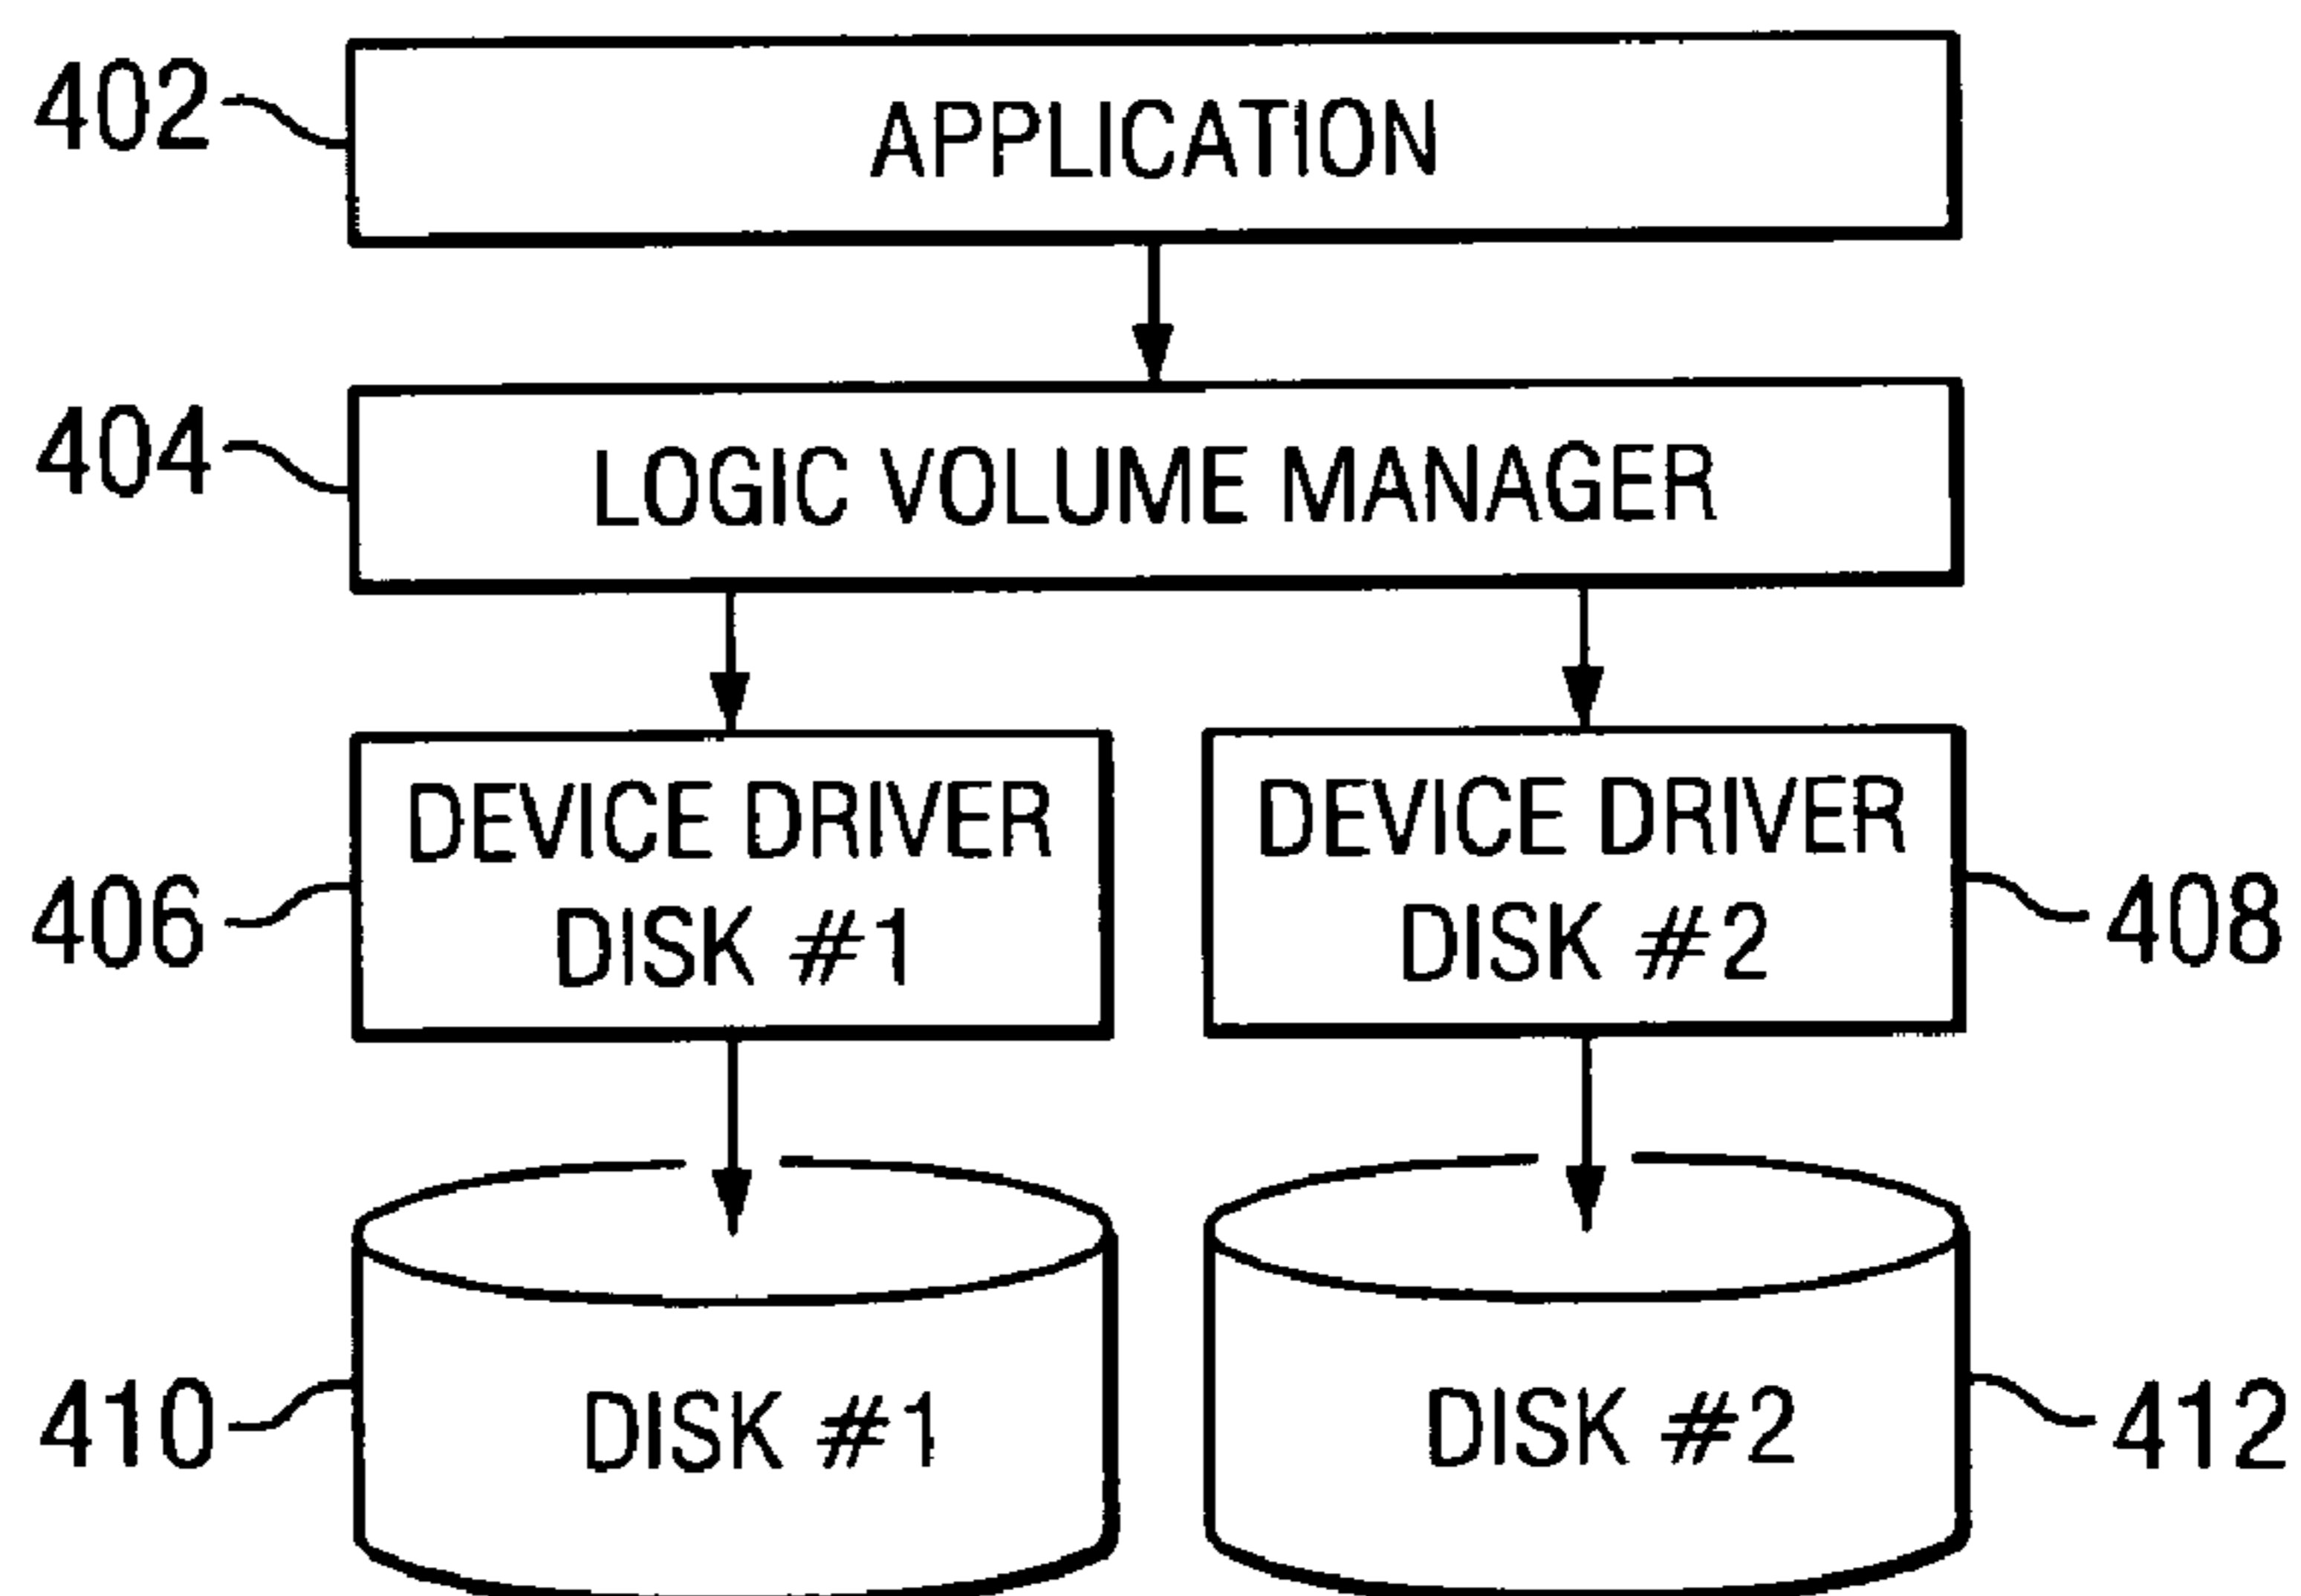 402
APPLICATION
404
LOGIC VOLUME MANAGER
406
DEVICE DRIVER
DISK #1
DEVICE DRIVER
DISK #2
408
410
DISK #1
DISK #2
412